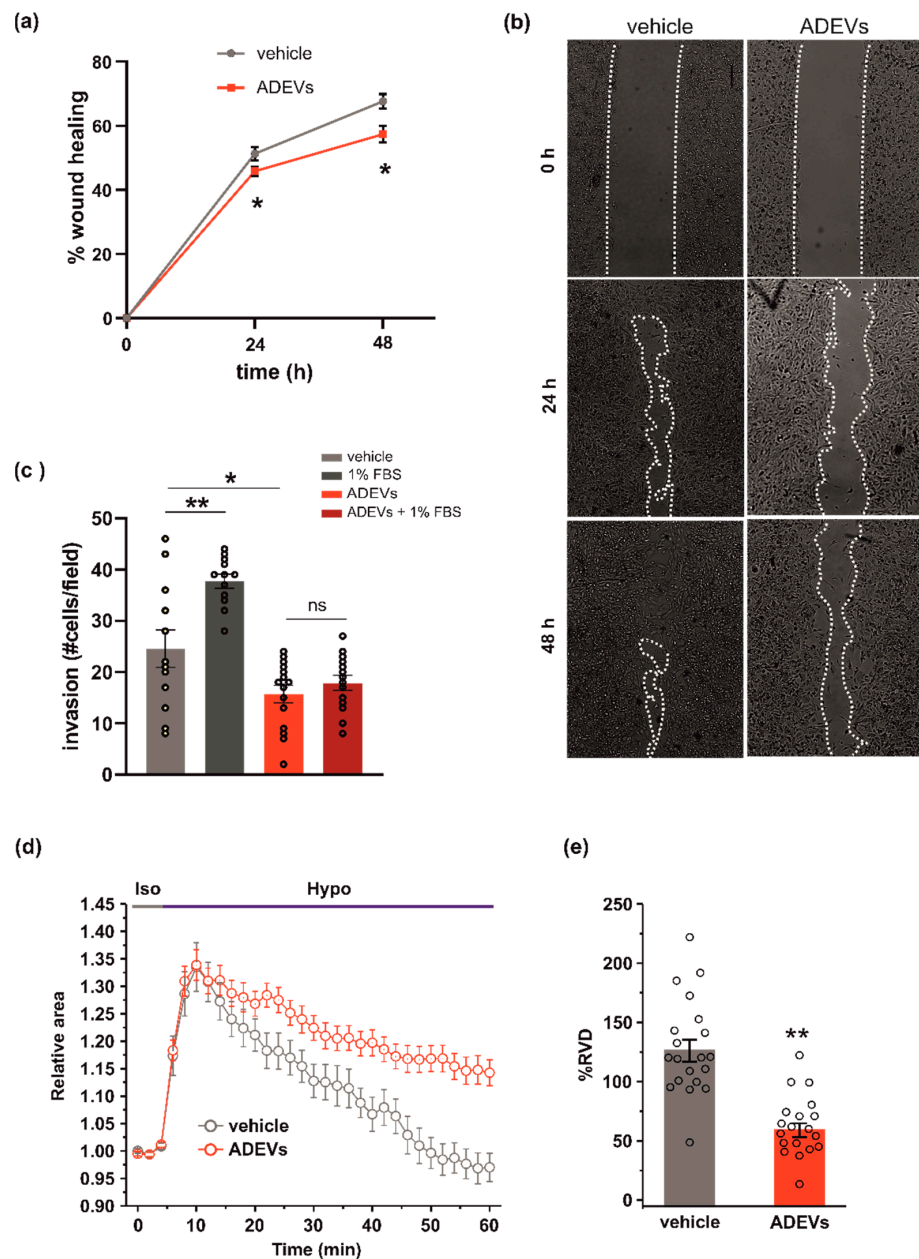 (a)
vehicle
ADEVs
80
60
40
20
0
% wound healing
*
*
0
24
48
time (h)
(b)
vehicle
ADEVs
0 h
24 h
48 h
(c )
vehicle
1% FBS
ADEVs
ADEVs + 1% FBS
*
**
ns
50
40
30
20
10
0
invasion (#cells/field)
(d)
Iso
Hypo
1.45
1.40
1.35
1.30
1.25
1.20
1.15
1.10
1.05
1.00
0.95
0.90
Relative area
vehicle
ADEVs
0
10
20
30
40
50
60
Time (min)
(e)
250
200
150
100
50
0
%RVD
**
vehicle
ADEVs